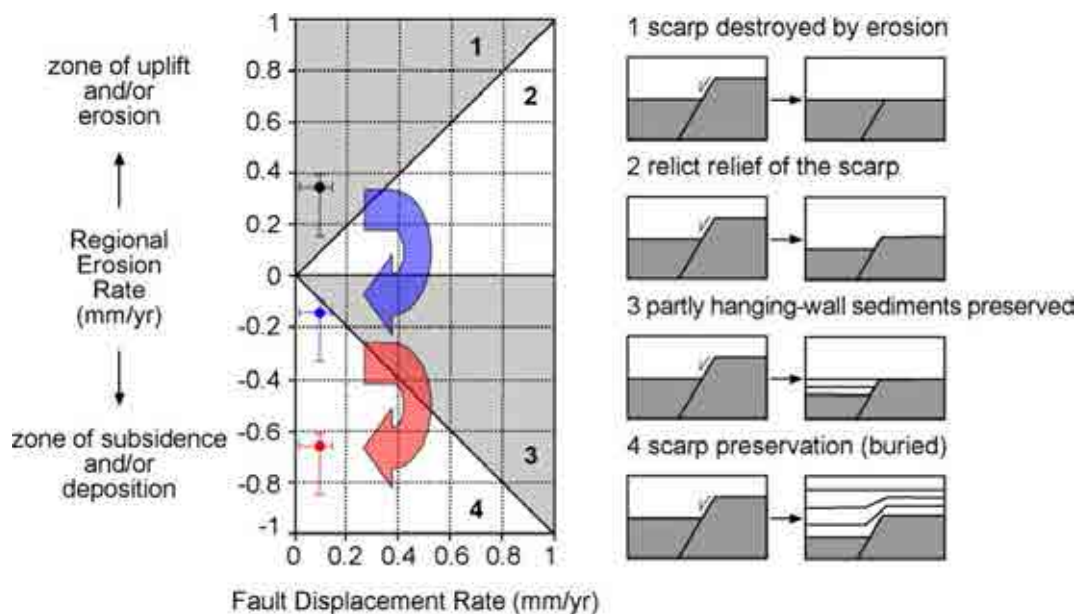 zone of uplift
and/or
erosion
Regional
Erosion
Rate
(mm/yr)
zone of subsidence
and/or
deposition
1
0.8
0.6
0.4
0.2
0
-0.2
-0.4
-0.6
-0.8
-1
1
2
3
4
0 0.2 0.4 0.6 0.8 1
Fault Displacement Rate (mm/yr)
1 scarp destroyed by erosion
2 relict relief of the scarp
3 partly hanging-wall sediments preserved
4 scarp preservation (buried)